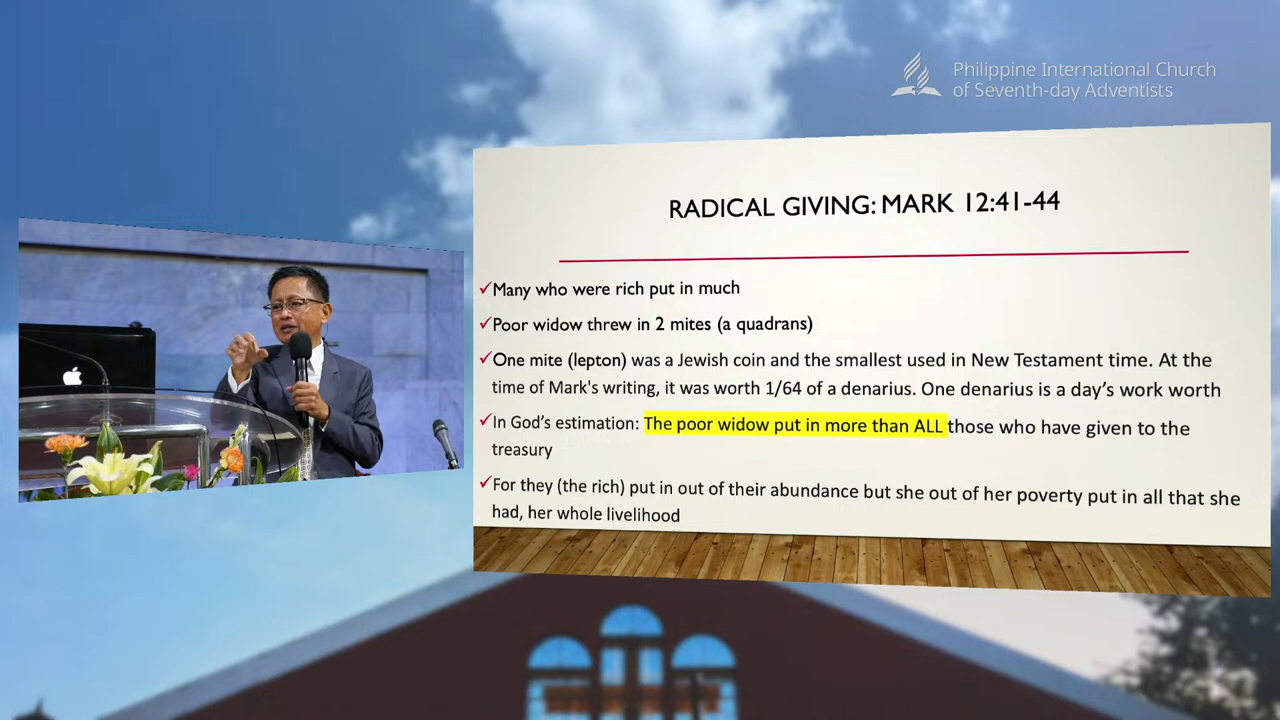 Philippine International Church
of Seventh-day Adventists
RADICAL GIVING: MARK 12:41-44
✓Many who were rich put in much
✓Poor widow threw in 2 mites (a quadrans)
✓One mite (lepton) was a Jewish coin and the smallest used in New Testament time. At the
time of Mark's writing, it was worth 1/64 of a denarius. One denarius is a day's work worth
✓In God's estimation: The poor widow put in more than ALL those who have given to the
treasury
✓For they (the rich) put in out of their abundance but she out of her poverty put in all that she
had, her whole livelihood